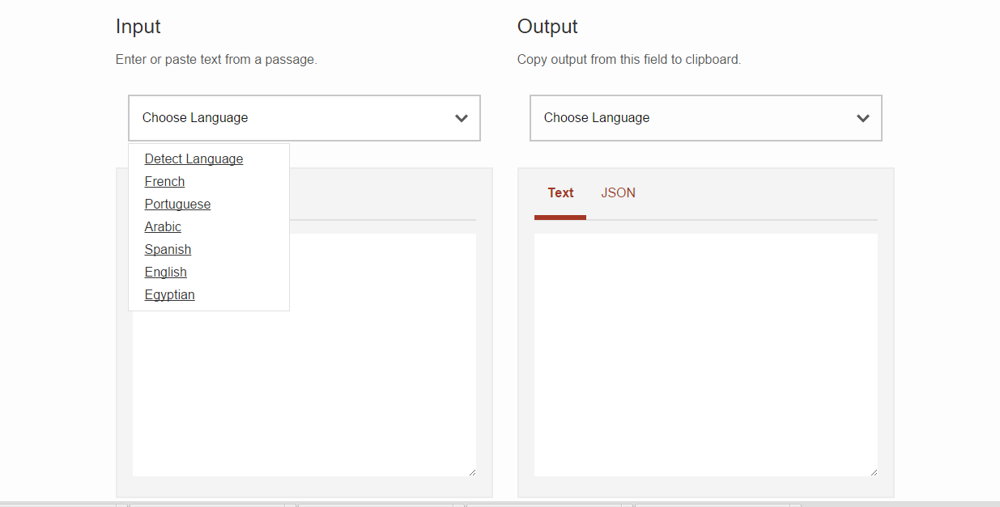 Input
Enter or paste text from a passage.
Choose Language
Detect Language
French
Portuguese
Arabic
Spanish
English
Egyptian
Output
Copy output from this field to clipboard.
Choose Language
Text JSON